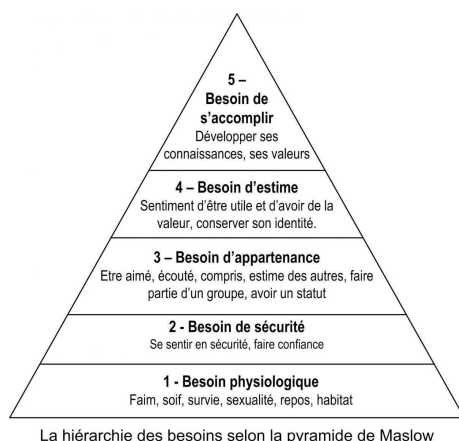 5 –
Besoin de
s'accomplir
Développer ses
connaissances, ses valeurs
4 – Besoin d'estime
Sentiment d'être utile et d'avoir de la
valeur, conserver son identité.
3 – Besoin d'appartenance
Etre aimé, écouté, compris, estime des autres, faire
partie d'un groupe, avoir un statut
2 - Besoin de sécurité
Se sentir en sécurité, faire confiance
1 - Besoin physiologique
Faim, soif, survie, sexualité, repos, habitat
La hiérarchie des besoins selon la pyramide de Maslow